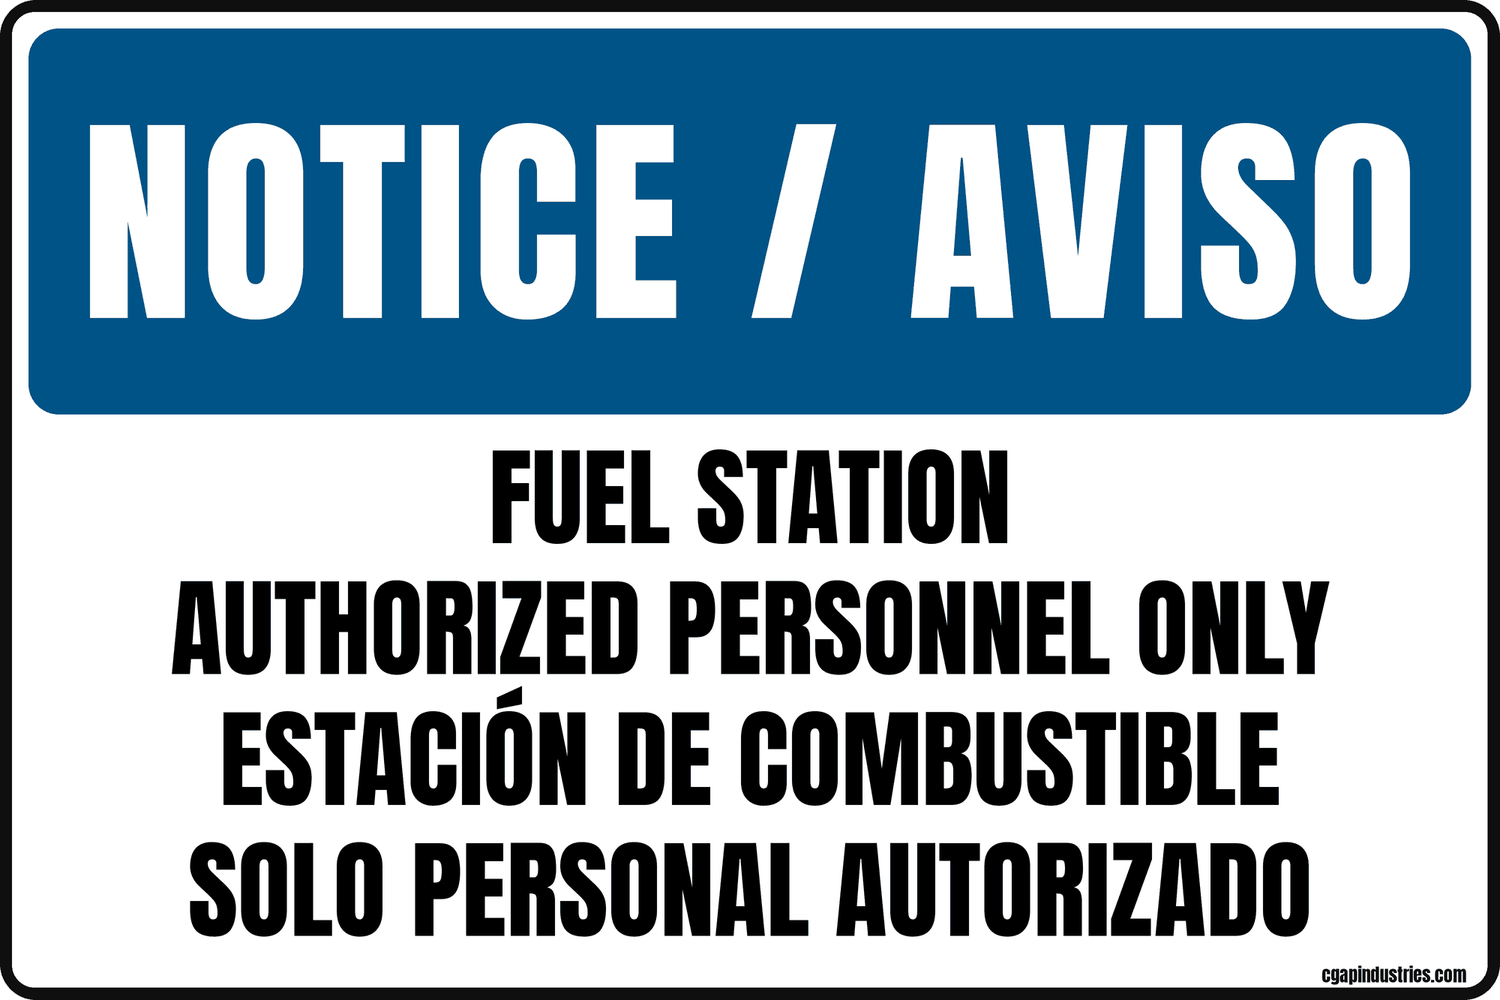 NOTICE / AVISO
FUEL STATION
AUTHORIZED PERSONNEL ONLY
ESTACIÓN DE COMBUSTIBLE
SOLO PERSONAL AUTORIZADO
cgapindustries.com